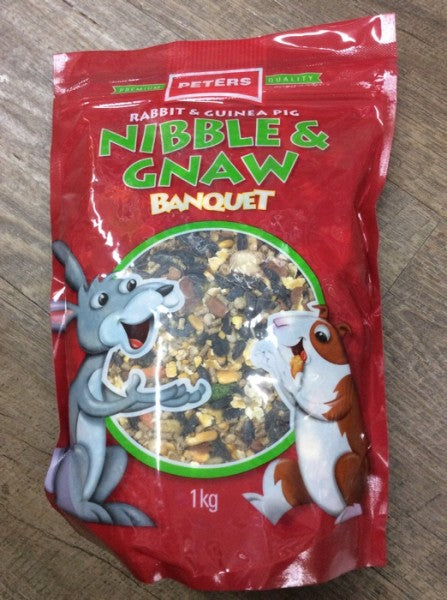 PREMIUM PETERS QUALITY
RABBIT & GUINEA PIG
NIBBLE &
GNAW
BANQUET
1kg